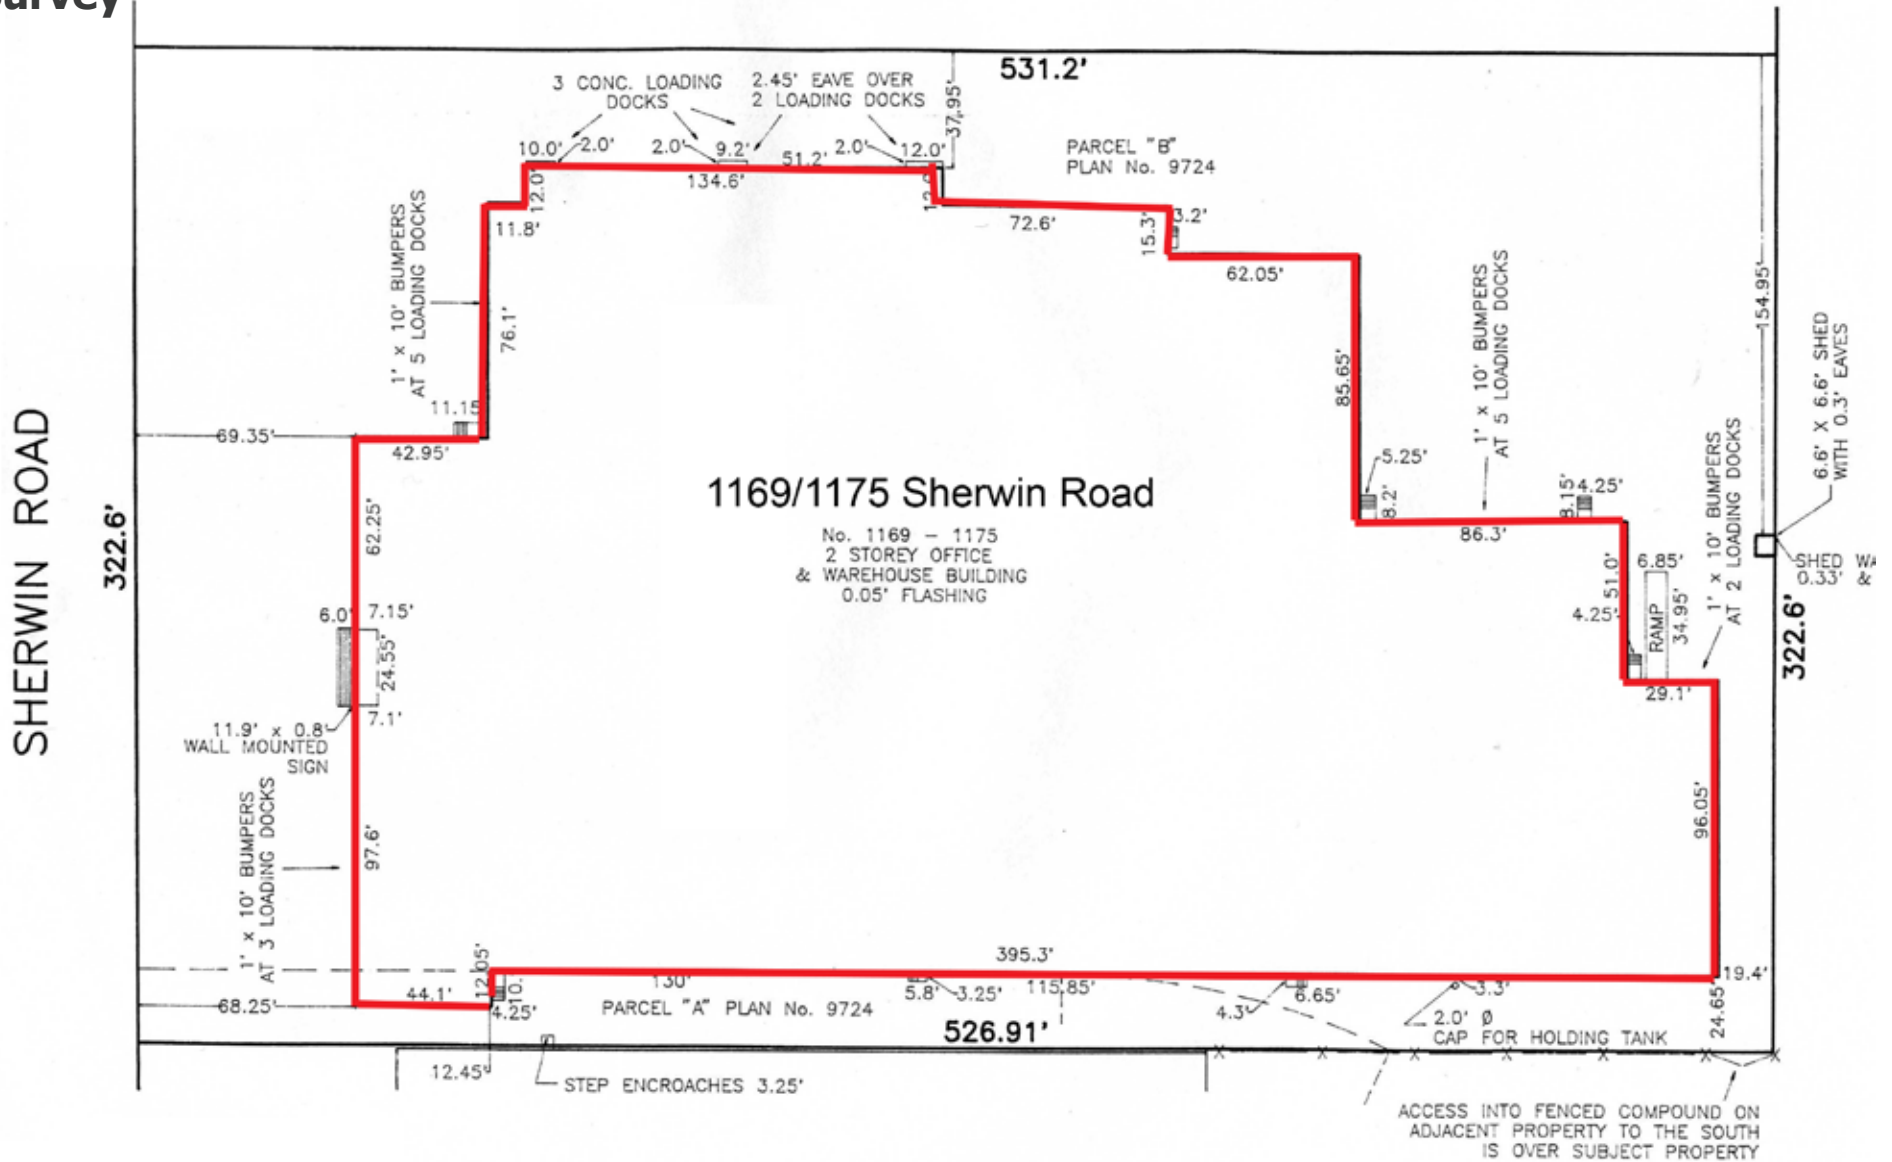 Survey
531.2'
3 CONC. LOADING
DOCKS
2.45' EAVE OVER
2 LOADING DOCKS
37.95'
PARCEL "B"
PLAN No. 9724
10.0'
2.0'
2.0'
9.2'
51.2'
2.0'
12.0'
12.0'
134.6'
11.8'
72.6'
15.3'
3.2'
62.05'
1' x 10' BUMPERS
AT 5 LOADING DOCKS
76.1'
11.15
69.35'
42.95'
85.65'
1' x 10' BUMPERS
AT 5 LOADING DOCKS
154.95'
6.6' X 6.6' SHED
WITH 0.3' EAVES
5.25'
8.2'
8.15'
4.25'
86.3'
1' x 10' BUMPERS
AT 2 LOADING DOCKS
SHERWIN ROAD
322.6'
62.25'
1169/1175 Sherwin Road
No. 1169 - 1175
2 STOREY OFFICE
& WAREHOUSE BUILDING
0.05' FLASHING
51.0'
6.85'
4.25'
RAMP
34.95'
29.1'
SHED WA
0.33' &
322.6'
6.0'
7.15'
24.55'
7.1'
11.9' x 0.8'
WALL MOUNTED
SIGN
1' x 10' BUMPERS
AT 3 LOADING DOCKS
97.6'
96.05'
395.3'
12.05'
10.
130'
44.1'
68.25'
4.25'
PARCEL "A" PLAN No. 9724
5.8'
3.25'
115.85'
4.3'
6.65'
3.3'
2.0' Ø
CAP FOR HOLDING TANK
19.4'
24.65'
526.91'
12.45'
STEP ENCROACHES 3.25'
ACCESS INTO FENCED COMPOUND ON
ADJACENT PROPERTY TO THE SOUTH
IS OVER SUBJECT PROPERTY